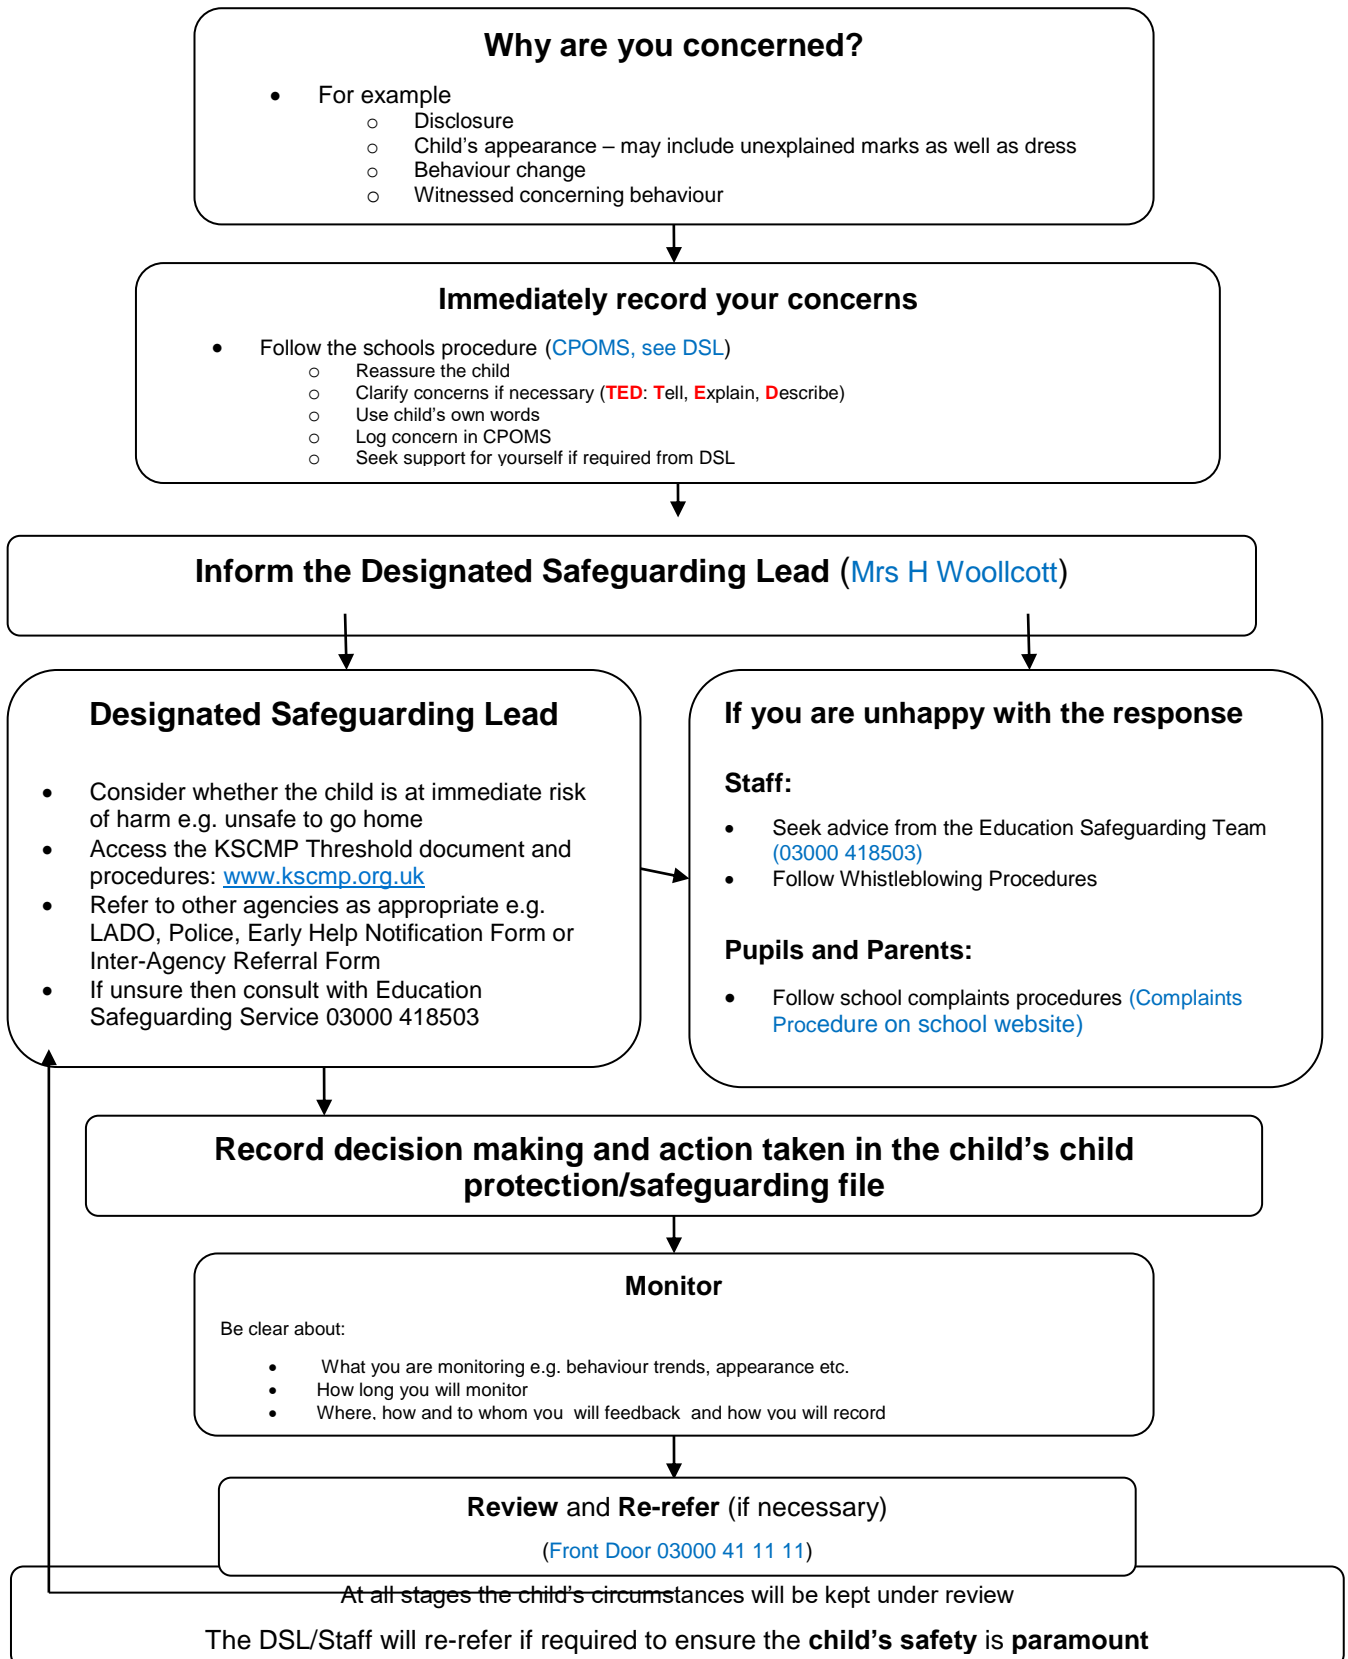 Why are you concerned?
• For example
o Disclosure
o Child’s appearance – may include unexplained marks as well as dress
o Behaviour change
o Witnessed concerning behaviour
Immediately record your concerns
• Follow the schools procedure (CPOMS, see DSL)
o Reassure the child
o Clarify concerns if necessary (TED: Tell, Explain, Describe)
o Use child’s own words
o Log concern in CPOMS
o Seek support for yourself if required from DSL
Inform the Designated Safeguarding Lead (Mrs H Woollcott)
Designated Safeguarding Lead
• Consider whether the child is at immediate risk
of harm e.g. unsafe to go home
• Access the KSCMP Threshold document and
procedures: www.kscmp.org.uk
• Refer to other agencies as appropriate e.g.
LADO, Police, Early Help Notification Form or
Inter-Agency Referral Form
• If unsure then consult with Education
Safeguarding Service 03000 418503
If you are unhappy with the response
Staff:
• Seek advice from the Education Safeguarding Team
(03000 418503)
• Follow Whistleblowing Procedures
Pupils and Parents:
• Follow school complaints procedures (Complaints
Procedure on school website)
Record decision making and action taken in the child’s child
protection/safeguarding file
Monitor
Be clear about:
• What you are monitoring e.g. behaviour trends, appearance etc.
• How long you will monitor
• Where, how and to whom you will feedback and how you will record
Review and Re-refer (if necessary)
(Front Door 03000 41 11 11)
At all stages the child’s circumstances will be kept under review
The DSL/Staff will re-refer if required to ensure the child’s safety is paramount